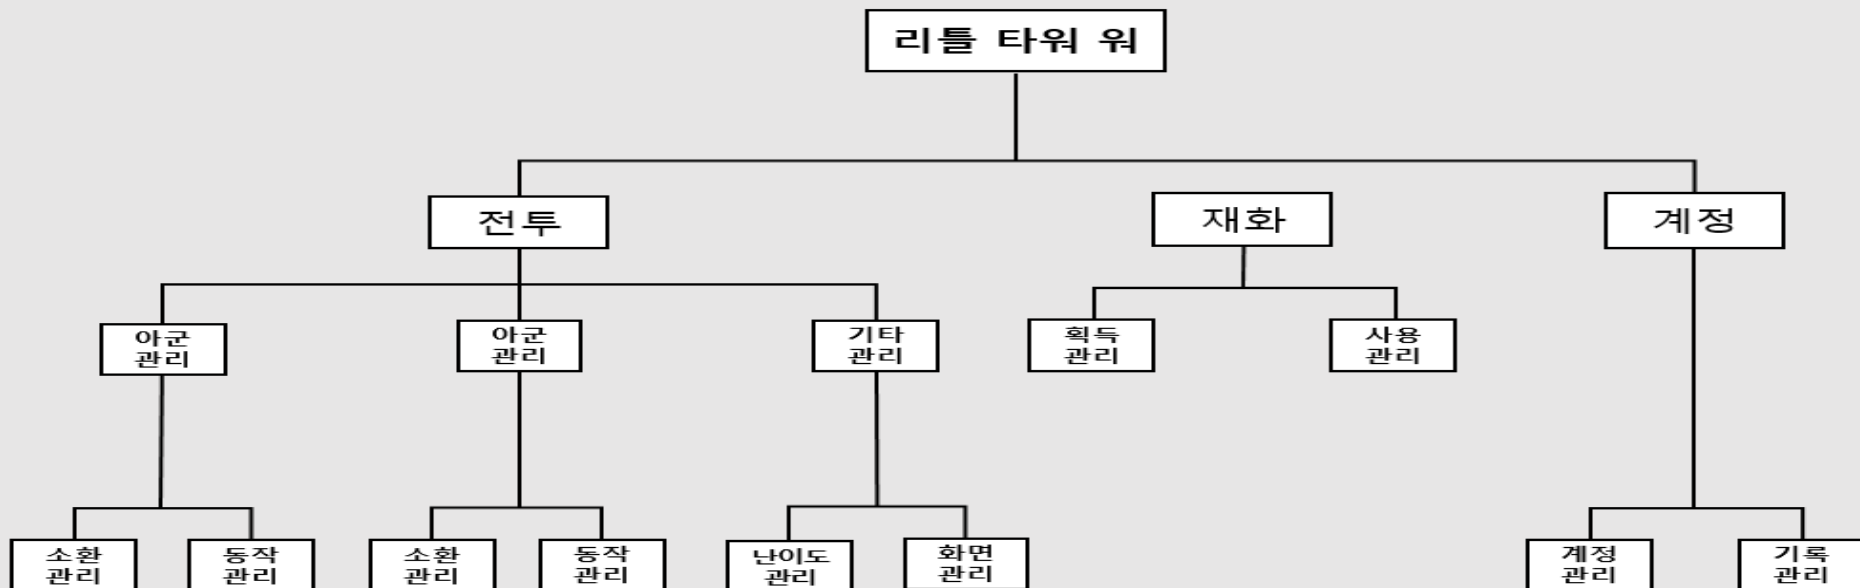 리틀 타워 워
전투
재화
계정
아군
관리
아군
관리
기타
관리
획득
관리
사용
관리
소환
관리
동작
관리
소환
관리
동작
관리
난이도
관리
화면
관리
계정
관리
기록
관리